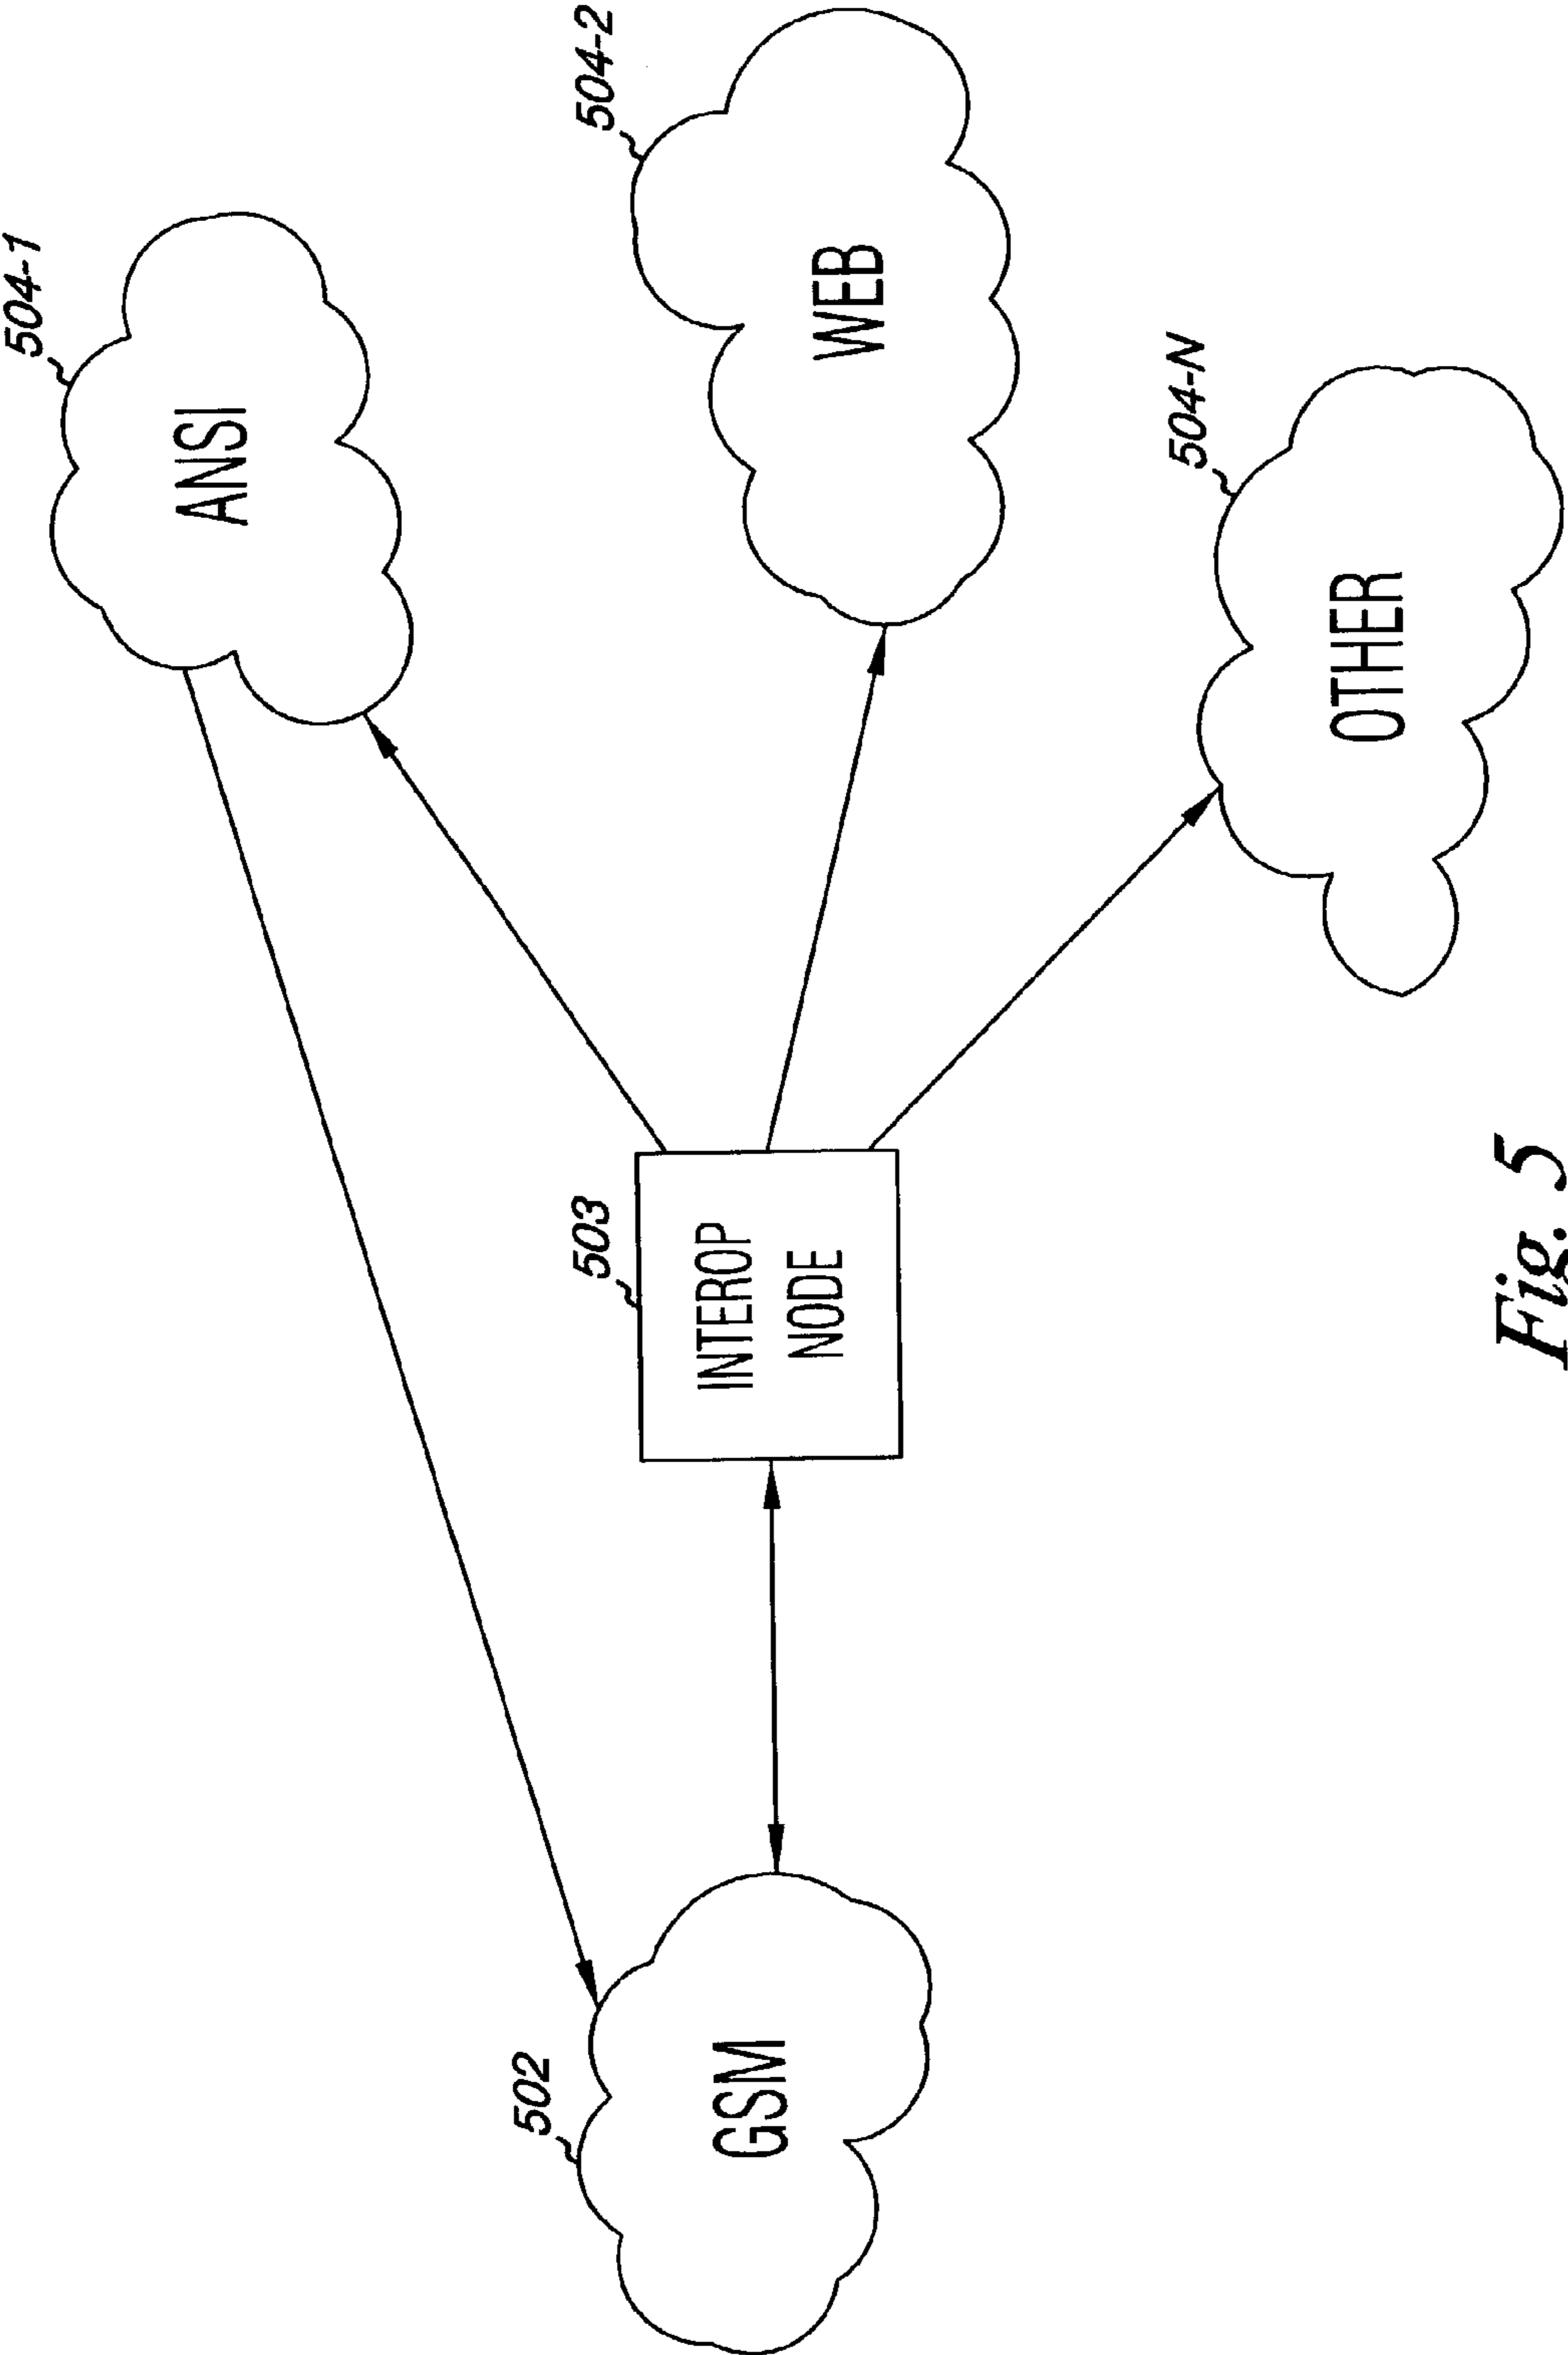 504-1
ANSI
504-2
WEB
502
GSM
503
INTEROP
NODE
504-N
OTHER
Fig. 5